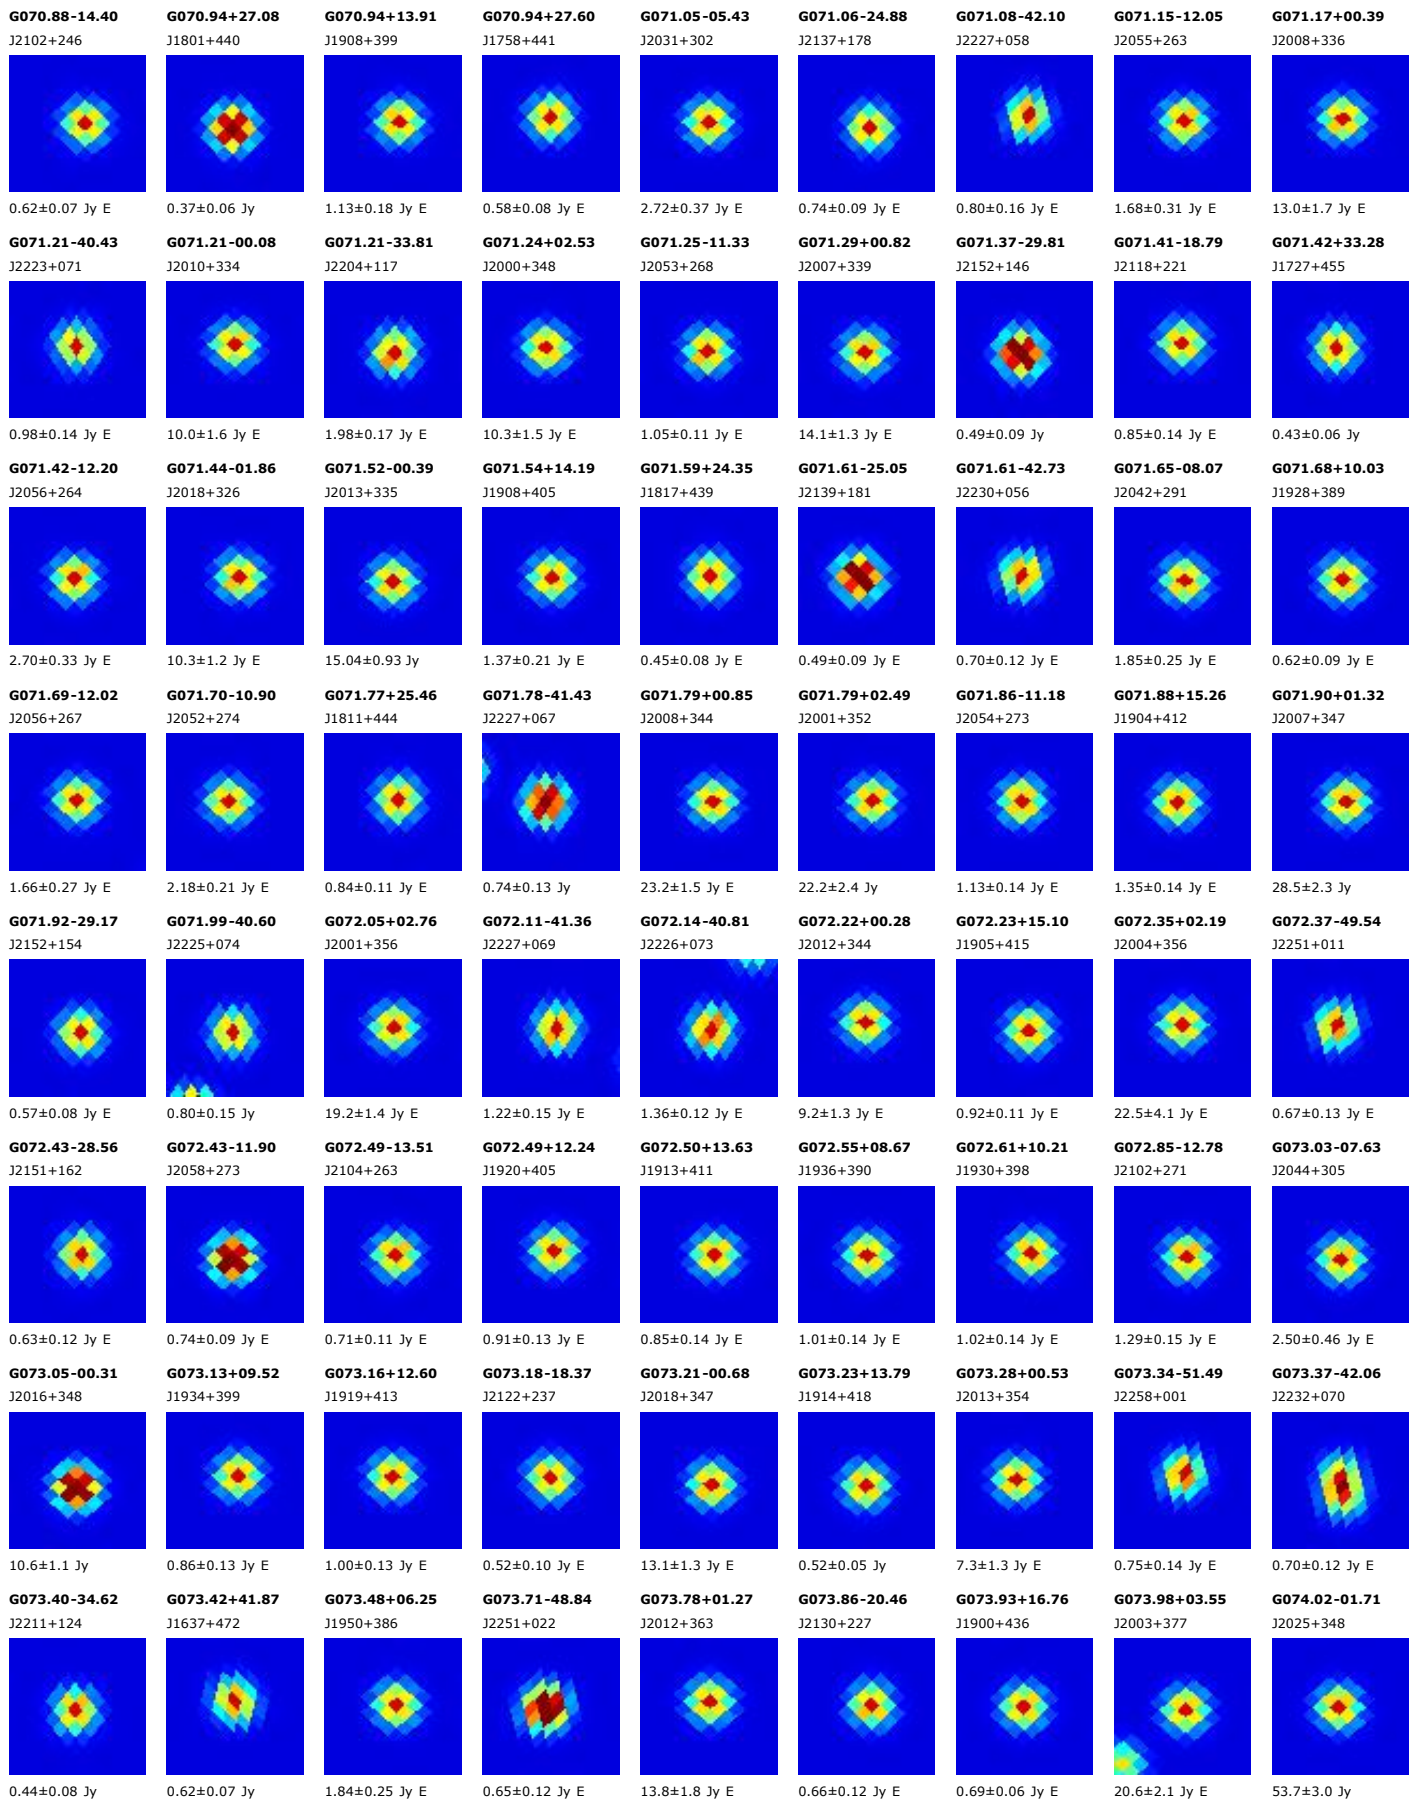 G070.88-14.40 G070.94+27.08 G070.94+13.91 G070.94+27.60 G071.05-05.43 G071.06-24.88 G071.08-42.10 G071.15-12.05 G071.17+00.39
J2102+246 J1801+440 J1908+399 J1758+441 J2031+302 J2137+178 J2227+058 J2055+263 J2008+336
0.62±0.07 Jy E 0.37±0.06 Jy 1.13±0.18 Jy E 0.58±0.08 Jy E 2.72±0.37 Jy E 0.74±0.09 Jy E 0.80±0.16 Jy E 1.68±0.31 Jy E 13.0±1.7 Jy E
G071.21-40.43 G071.21-00.08 G071.21-33.81 G071.24+02.53 G071.25-11.33 G071.29+00.82 G071.37-29.81 G071.41-18.79 G071.42+33.28
J2223+071 J2010+334 J2204+117 J2000+348 J2053+268 J2007+339 J2152+146 J2118+221 J1727+455
0.98±0.14 Jy E 10.0±1.6 Jy E 1.98±0.17 Jy E 10.3±1.5 Jy E 1.05±0.11 Jy E 14.1±1.3 Jy E 0.49±0.09 Jy 0.85±0.14 Jy E 0.43±0.06 Jy
G071.42-12.20 G071.44-01.86 G071.52-00.39 G071.54+14.19 G071.59+24.35 G071.61-25.05 G071.61-42.73 G071.65-08.07 G071.68+10.03
J2056+264 J2018+326 J2013+335 J1908+405 J1817+439 J2139+181 J2230+056 J2042+291 J1928+389
2.70±0.33 Jy E 10.3±1.2 Jy E 15.04±0.93 Jy 1.37±0.21 Jy E 0.45±0.08 Jy E 0.49±0.09 Jy E 0.70±0.12 Jy E 1.85±0.25 Jy E 0.62±0.09 Jy E
G071.69-12.02 G071.70-10.90 G071.77+25.46 G071.78-41.43 G071.79+00.85 G071.79+02.49 G071.86-11.18 G071.88+15.26 G071.90+01.32
J2056+267 J2052+274 J1811+444 J2227+067 J2008+344 J2001+352 J2054+273 J1904+412 J2007+347
1.66±0.27 Jy E 2.18±0.21 Jy E 0.84±0.11 Jy E 0.74±0.13 Jy 23.2±1.5 Jy E 22.2±2.4 Jy 1.13±0.14 Jy E 1.35±0.14 Jy E 28.5±2.3 Jy
G071.92-29.17 G071.99-40.60 G072.05+02.76 G072.11-41.36 G072.14-40.81 G072.22+00.28 G072.23+15.10 G072.35+02.19 G072.37-49.54
J2152+154 J2225+074 J2001+356 J2227+069 J2226+073 J2012+344 J1905+415 J2004+356 J2251+011
0.57±0.08 Jy E 0.80±0.15 Jy 19.2±1.4 Jy E 1.22±0.15 Jy E 1.36±0.12 Jy E 9.2±1.3 Jy E 0.92±0.11 Jy E 22.5±4.1 Jy E 0.67±0.13 Jy E
G072.43-28.56 G072.43-11.90 G072.49-13.51 G072.49+12.24 G072.50+13.63 G072.55+08.67 G072.61+10.21 G072.85-12.78 G073.03-07.63
J2151+162 J2058+273 J2104+263 J1920+405 J1913+411 J1936+390 J1930+398 J2102+271 J2044+305
0.63±0.12 Jy E 0.74±0.09 Jy E 0.71±0.11 Jy E 0.91±0.13 Jy E 0.85±0.14 Jy E 1.01±0.14 Jy E 1.02±0.14 Jy E 1.29±0.15 Jy E 2.50±0.46 Jy E
G073.05-00.31 G073.13+09.52 G073.16+12.60 G073.18-18.37 G073.21-00.68 G073.23+13.79 G073.28+00.53 G073.34-51.49 G073.37-42.06
J2016+348 J1934+399 J1919+413 J2122+237 J2018+347 J1914+418 J2013+354 J2258+001 J2232+070
10.6±1.1 Jy 0.86±0.13 Jy E 1.00±0.13 Jy E 0.52±0.10 Jy E 13.1±1.3 Jy E 0.52±0.05 Jy 7.3±1.3 Jy E 0.75±0.14 Jy E 0.70±0.12 Jy E
G073.40-34.62 G073.42+41.87 G073.48+06.25 G073.71-48.84 G073.78+01.27 G073.86-20.46 G073.93+16.76 G073.98+03.55 G074.02-01.71
J2211+124 J1637+472 J1950+386 J2251+022 J2012+363 J2130+227 J1900+436 J2003+377 J2025+348
0.44±0.08 Jy 0.62±0.07 Jy 1.84±0.25 Jy E 0.65±0.12 Jy E 13.8±1.8 Jy E 0.66±0.12 Jy E 0.69±0.06 Jy E 20.6±2.1 Jy E 53.7±3.0 Jy